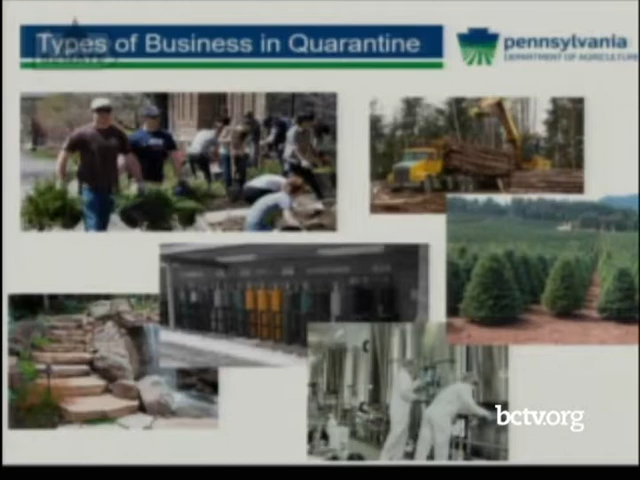 Types of Business in Quarantine
pennsylvania
DEPARTMENT OF AGRICULTURE
bctv.org